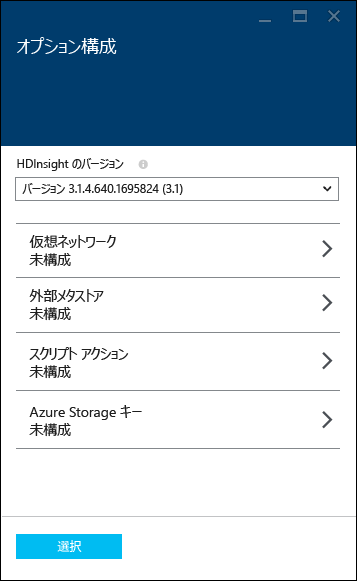 オプション構成
HDInsight のバージョン
バージョン 3.1.4.640.1695824 (3.1)
仮想ネットワーク
未構成
外部メタストア
未構成
スクリプト アクション
未構成
Azure Storage キー
未構成
選択